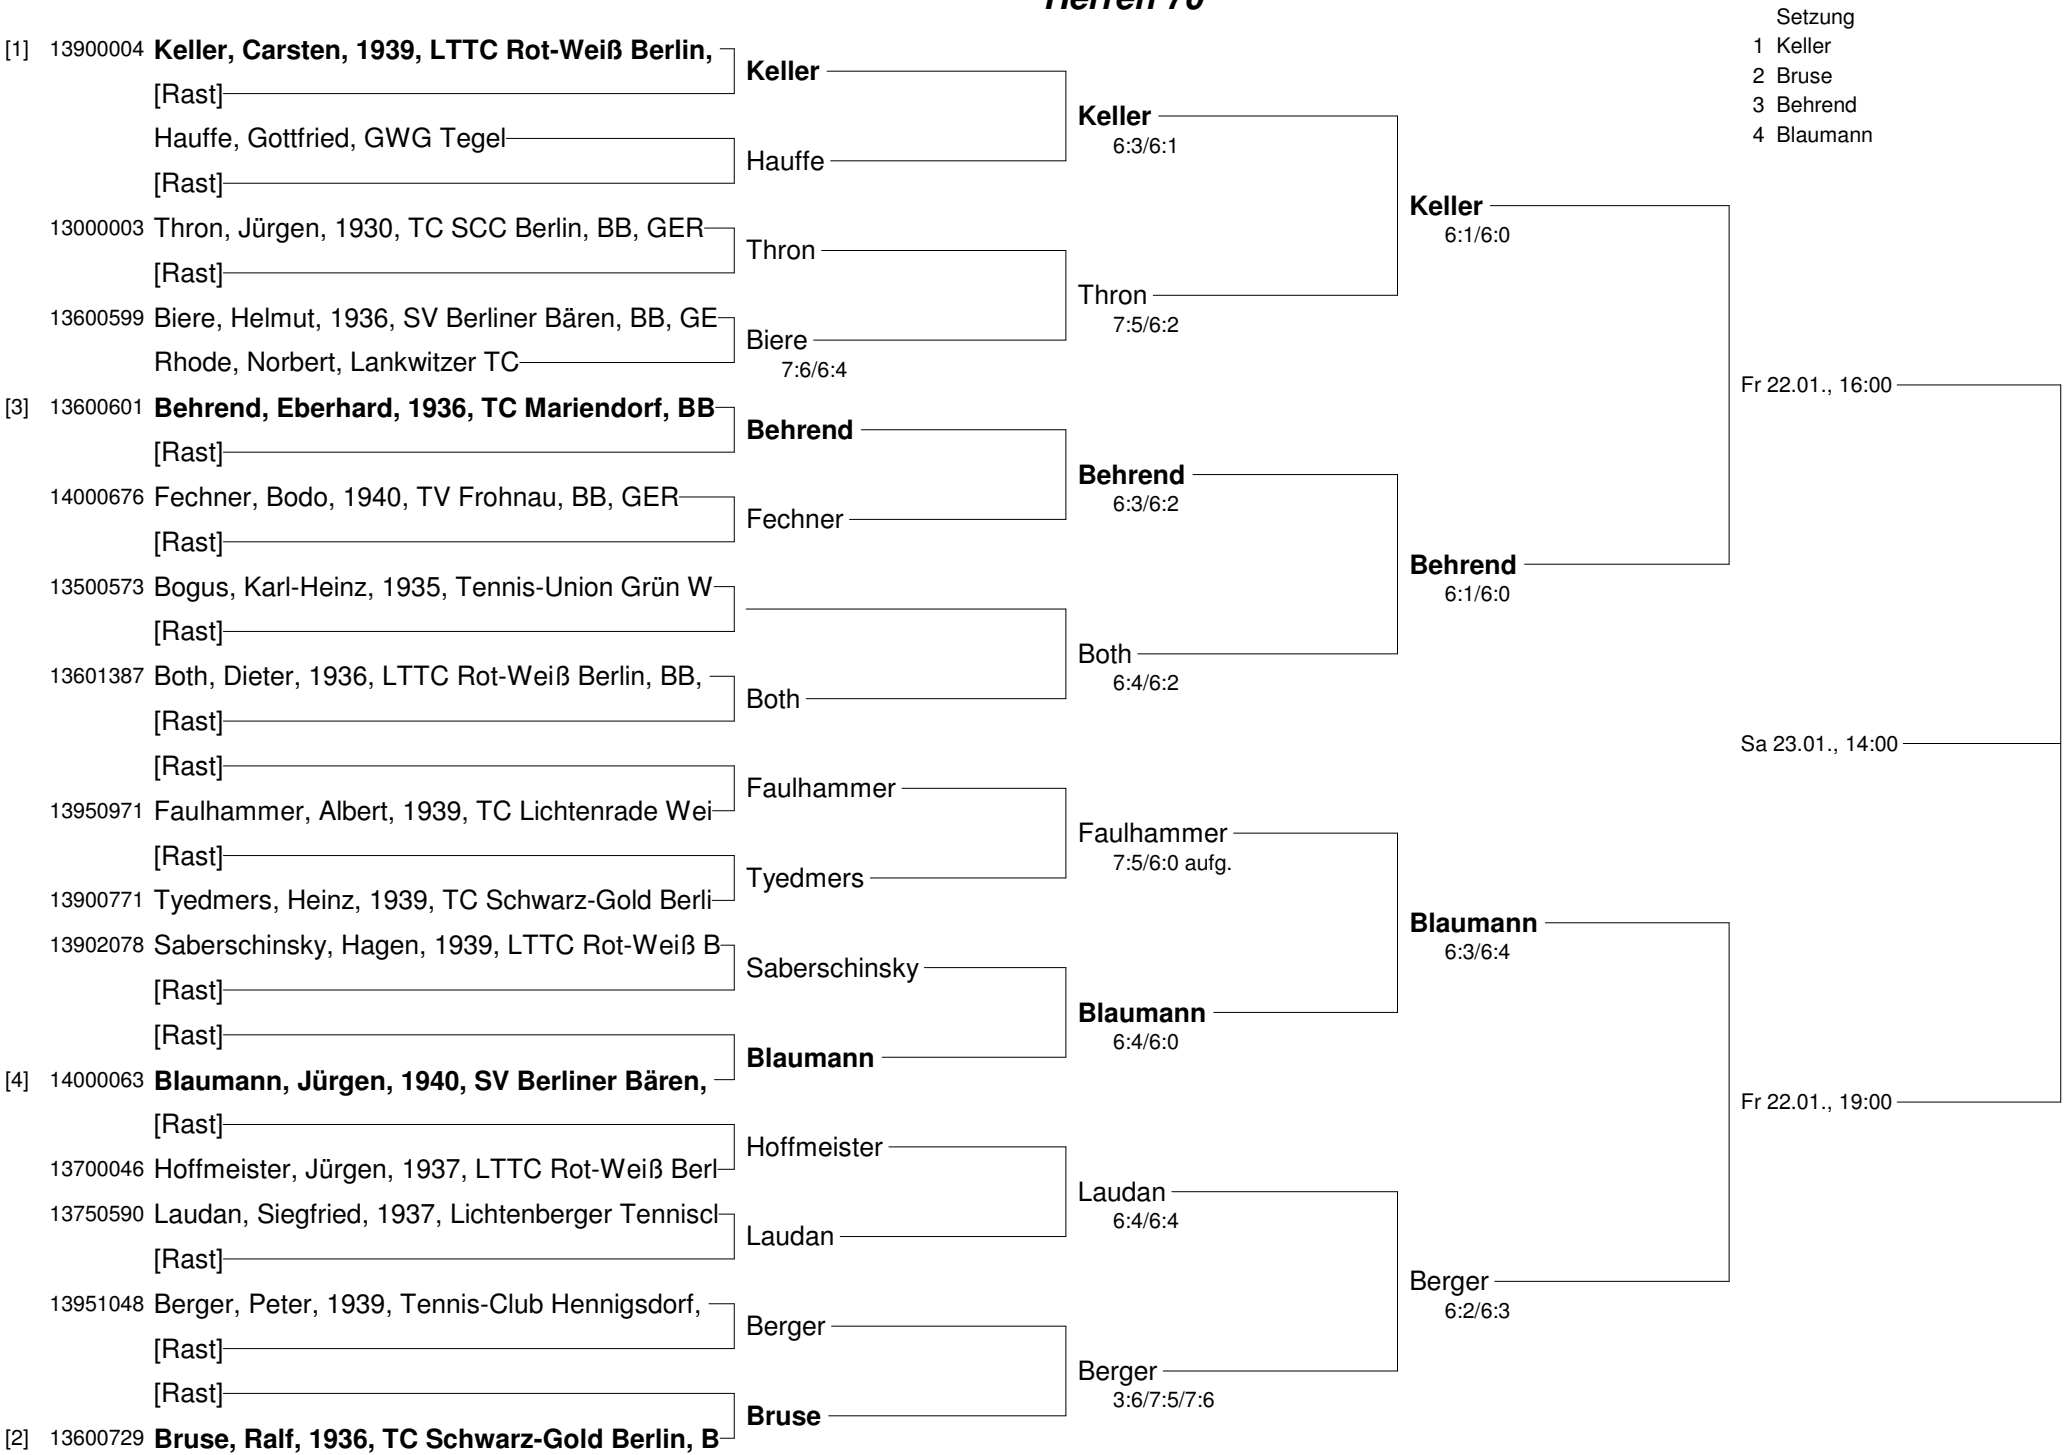 Herren 70
Setzung
1 Keller
2 Bruse
3 Behrend
4 Blaumann
[1] 13900004 Keller, Carsten, 1939, LTTC Rot-Weiß Berlin,
[Rast]
Hauffe, Gottfried, GWG Tegel
[Rast]
13000003 Thron, Jürgen, 1930, TC SCC Berlin, BB, GER
[Rast]
13600599 Biere, Helmut, 1936, SV Berliner Bären, BB, GE
Rhode, Norbert, Lankwitzer TC
[3] 13600601 Behrend, Eberhard, 1936, TC Mariendorf, BB
[Rast]
14000676 Fechner, Bodo, 1940, TV Frohnau, BB, GER
[Rast]
13500573 Bogus, Karl-Heinz, 1935, Tennis-Union Grün W
[Rast]
13601387 Both, Dieter, 1936, LTTC Rot-Weiß Berlin, BB,
[Rast]
[Rast]
13950971 Faulhammer, Albert, 1939, TC Lichtenrade Wei
[Rast]
13900771 Tyedmers, Heinz, 1939, TC Schwarz-Gold Berli
13902078 Saberschinsky, Hagen, 1939, LTTC Rot-Weiß B
[Rast]
[Rast]
[4] 14000063 Blaumann, Jürgen, 1940, SV Berliner Bären,
[Rast]
13700046 Hoffmeister, Jürgen, 1937, LTTC Rot-Weiß Berl
13750590 Laudan, Siegfried, 1937, Lichtenberger Tenniscl
[Rast]
13951048 Berger, Peter, 1939, Tennis-Club Hennigsdorf,
[Rast]
[Rast]
[2] 13600729 Bruse, Ralf, 1936, TC Schwarz-Gold Berlin, B
Keller
Hauffe
Thron
Biere
7:6/6:4
Behrend
Fechner
Both
Faulhammer
Tyedmers
Saberschinsky
Blaumann
Hoffmeister
Laudan
Berger
Bruse
Keller
6:3/6:1
Thron
7:5/6:2
Behrend
6:3/6:2
Both
6:4/6:2
Faulhammer
7:5/6:0 aufg.
Blaumann
6:4/6:0
Laudan
6:4/6:4
Berger
3:6/7:5/7:6
Keller
6:1/6:0
Behrend
6:1/6:0
Blaumann
6:3/6:4
Berger
6:2/6:3
Fr 22.01., 16:00
Sa 23.01., 14:00
Fr 22.01., 19:00